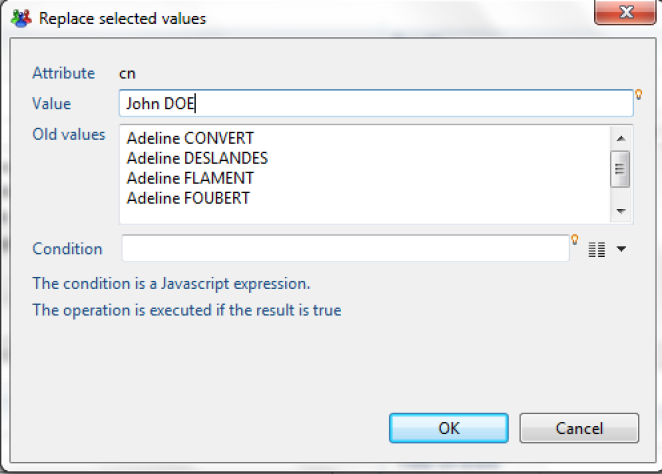 Replace selected values
Attribute cn
Value John DOE
Old values Adeline CONVERT
Adeline DESLANDES
Adeline FLAMENT
Adeline FOUBERT
Condition
The condition is a Javascript expression.
The operation is executed if the result is true
OK Cancel